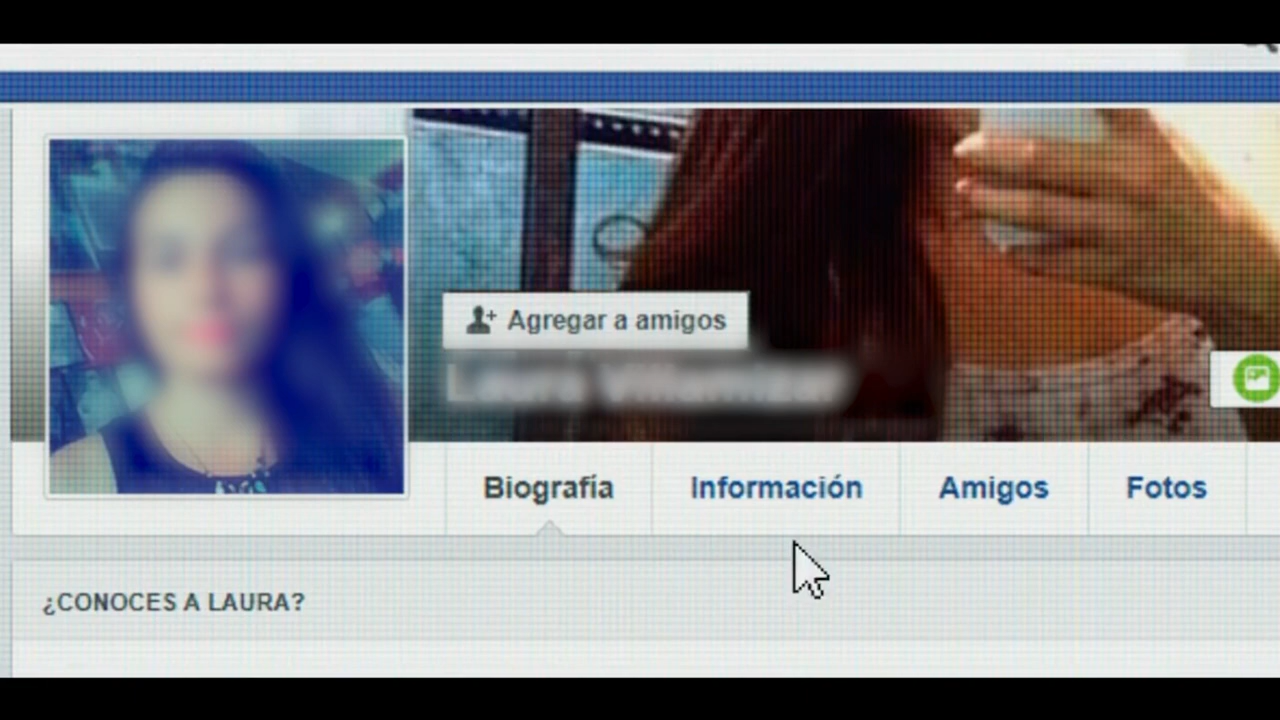 Agregar a amigos
Biografía
Información
Amigos
Fotos
¿CONOCES A LAURA?